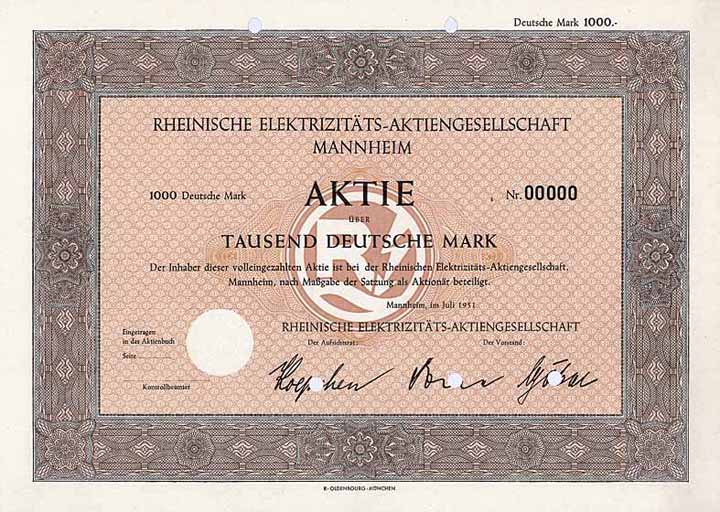 Deutsche Mark 1000.-
RHEINISCHE ELEKTRIZITÄTS-AKTIENGESELLSCHAFT
MANNHEIM
1000 Deutsche Mark
AKTIE
Nr. 00000
ÜBER
TAUSEND DEUTSCHE MARK
Der Inhaber dieser volleingezahlten Aktie ist bei der Rheinischen Elektrizitäts-Aktiengesellschaft,
Mannheim, nach Maßgabe der Satzung als Aktionär beteiligt.
Mannheim, im Juli 1951
RHEINISCHE ELEKTRIZITÄTS-AKTIENGESELLSCHAFT
Der Aufsichtsrat:
Der Vorstand:
Eingetragen
in der Aktienbuch
Seite
Kontrollbeamter
R · OLDENBOURG · MÜNCHEN